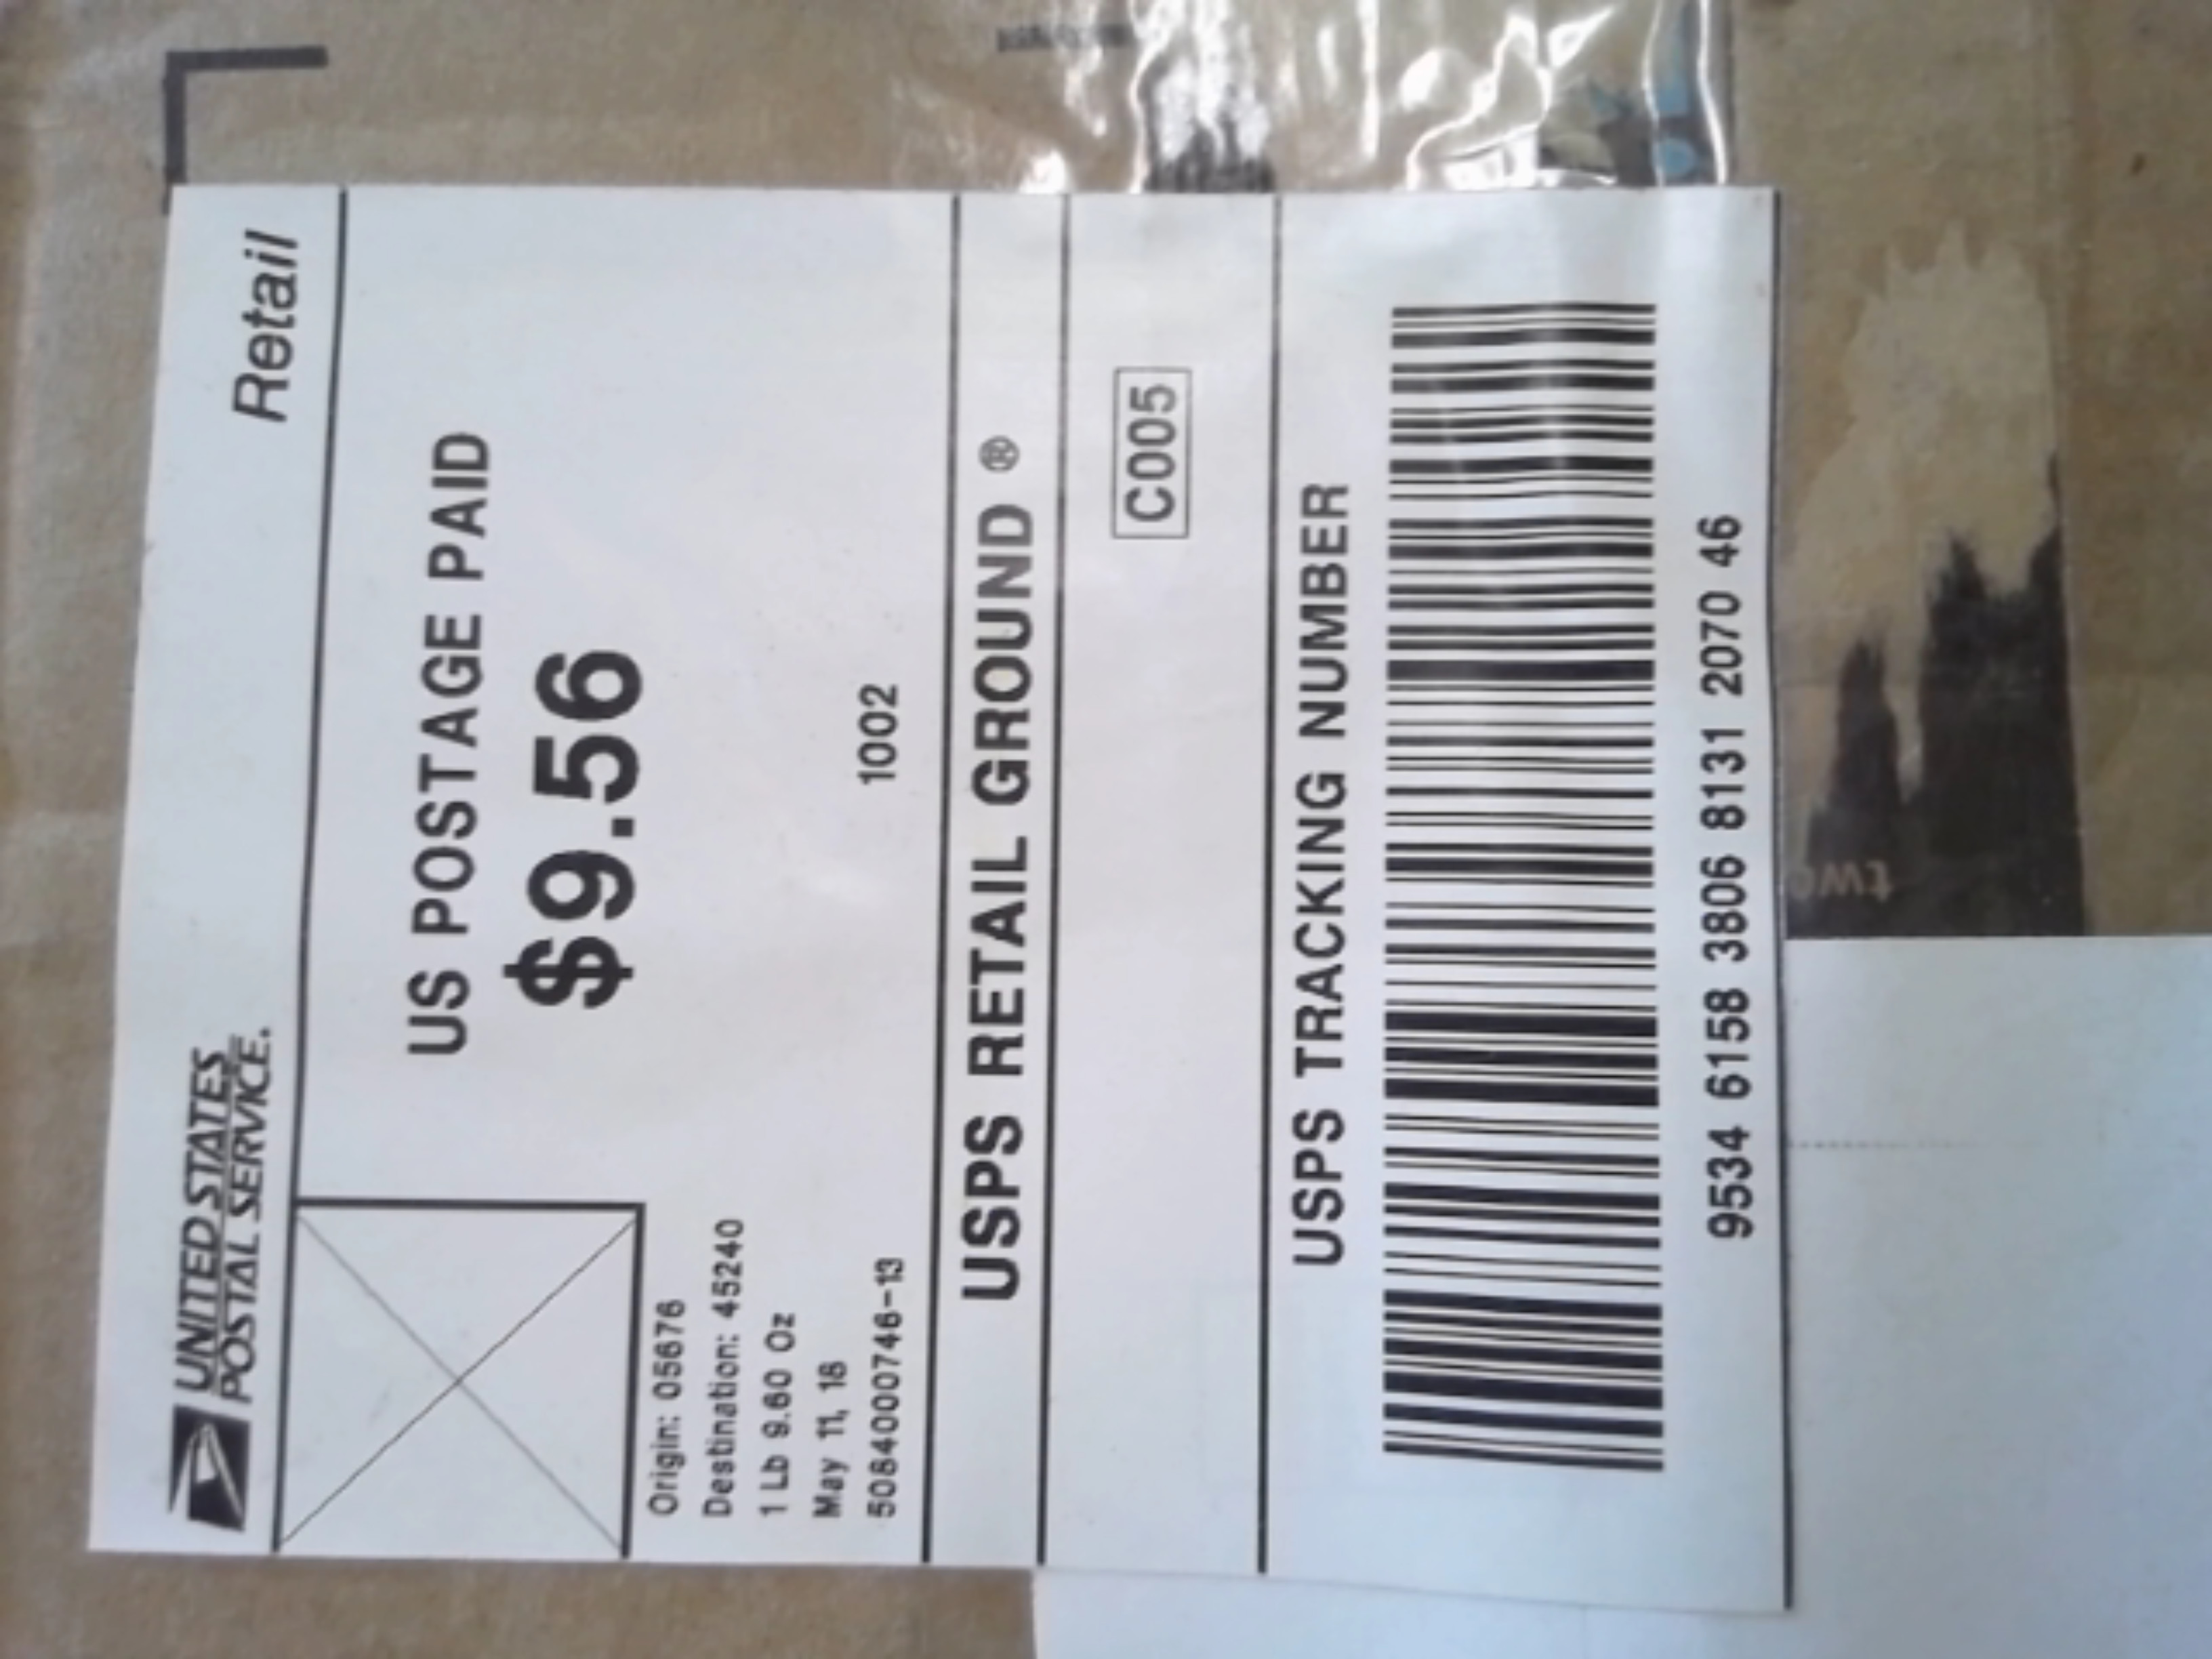 UNITED STATES
POSTAL SERVICE.
Retail
US POSTAGE PAID
$9.56
Origin: 05676
Destination: 45240
1 Lb 9.60 Oz
May 11, 18
5084000746-13
1002
USPS RETAIL GROUND ®
C005
USPS TRACKING NUMBER
9534 6158 3806 8131 2070 46